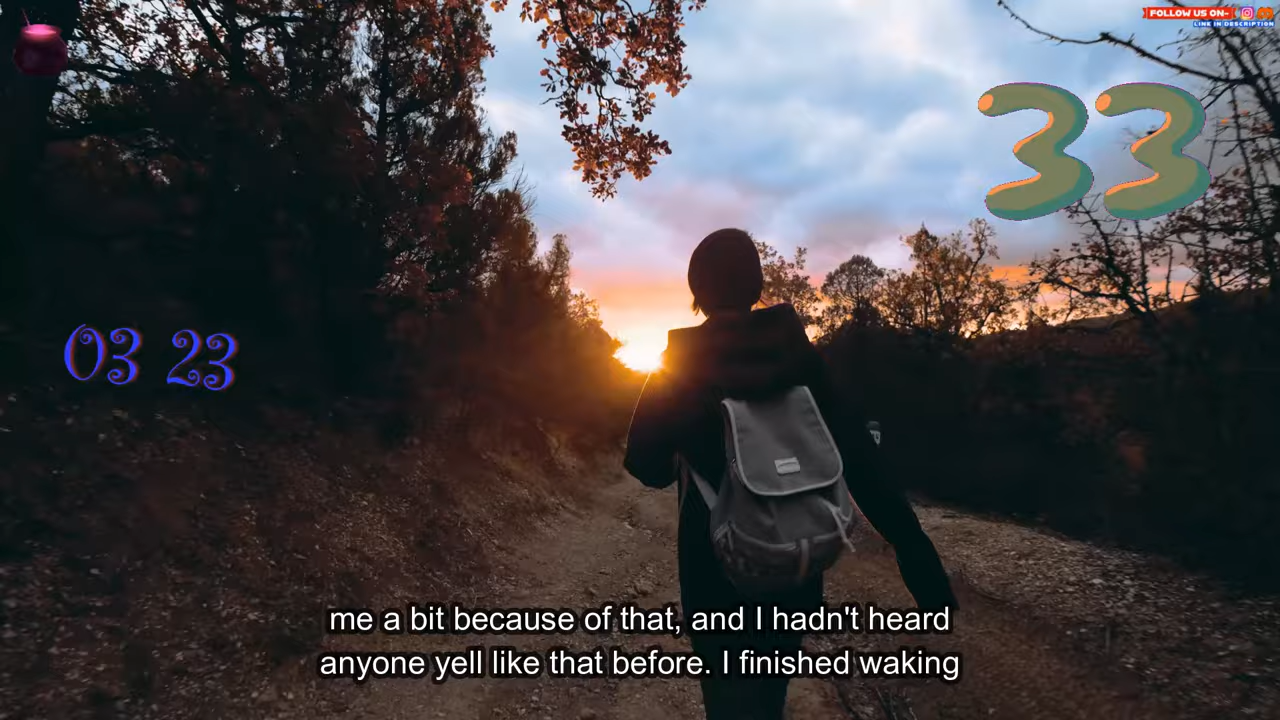 FOLLOW US ON-
LINK IN DESCRIPTION
33
03 23
me a bit because of that, and I hadn't heard
anyone yell like that before. I finished waking